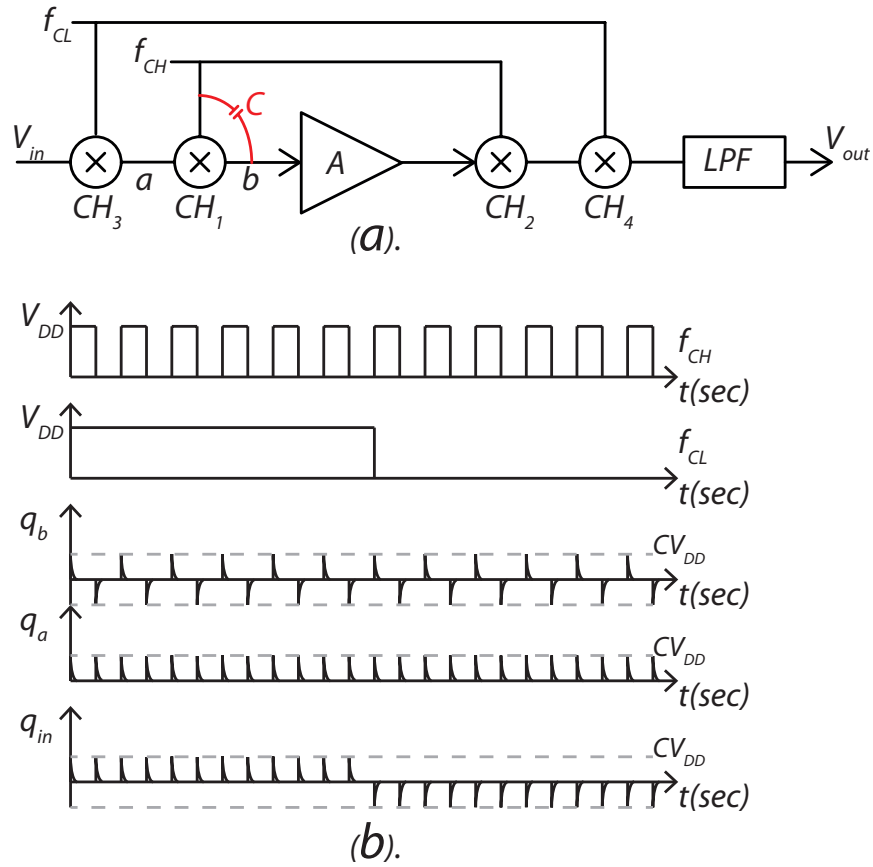 f_CL
f_CH
C
V_in
a
b
A
LPF
V_out
CH_3
CH_1
CH_2
CH_4
(a).
V_DD
f_CH
t(sec)
V_DD
f_CL
t(sec)
q_b
CV_DD
t(sec)
q_a
CV_DD
t(sec)
q_in
CV_DD
t(sec)
(b).